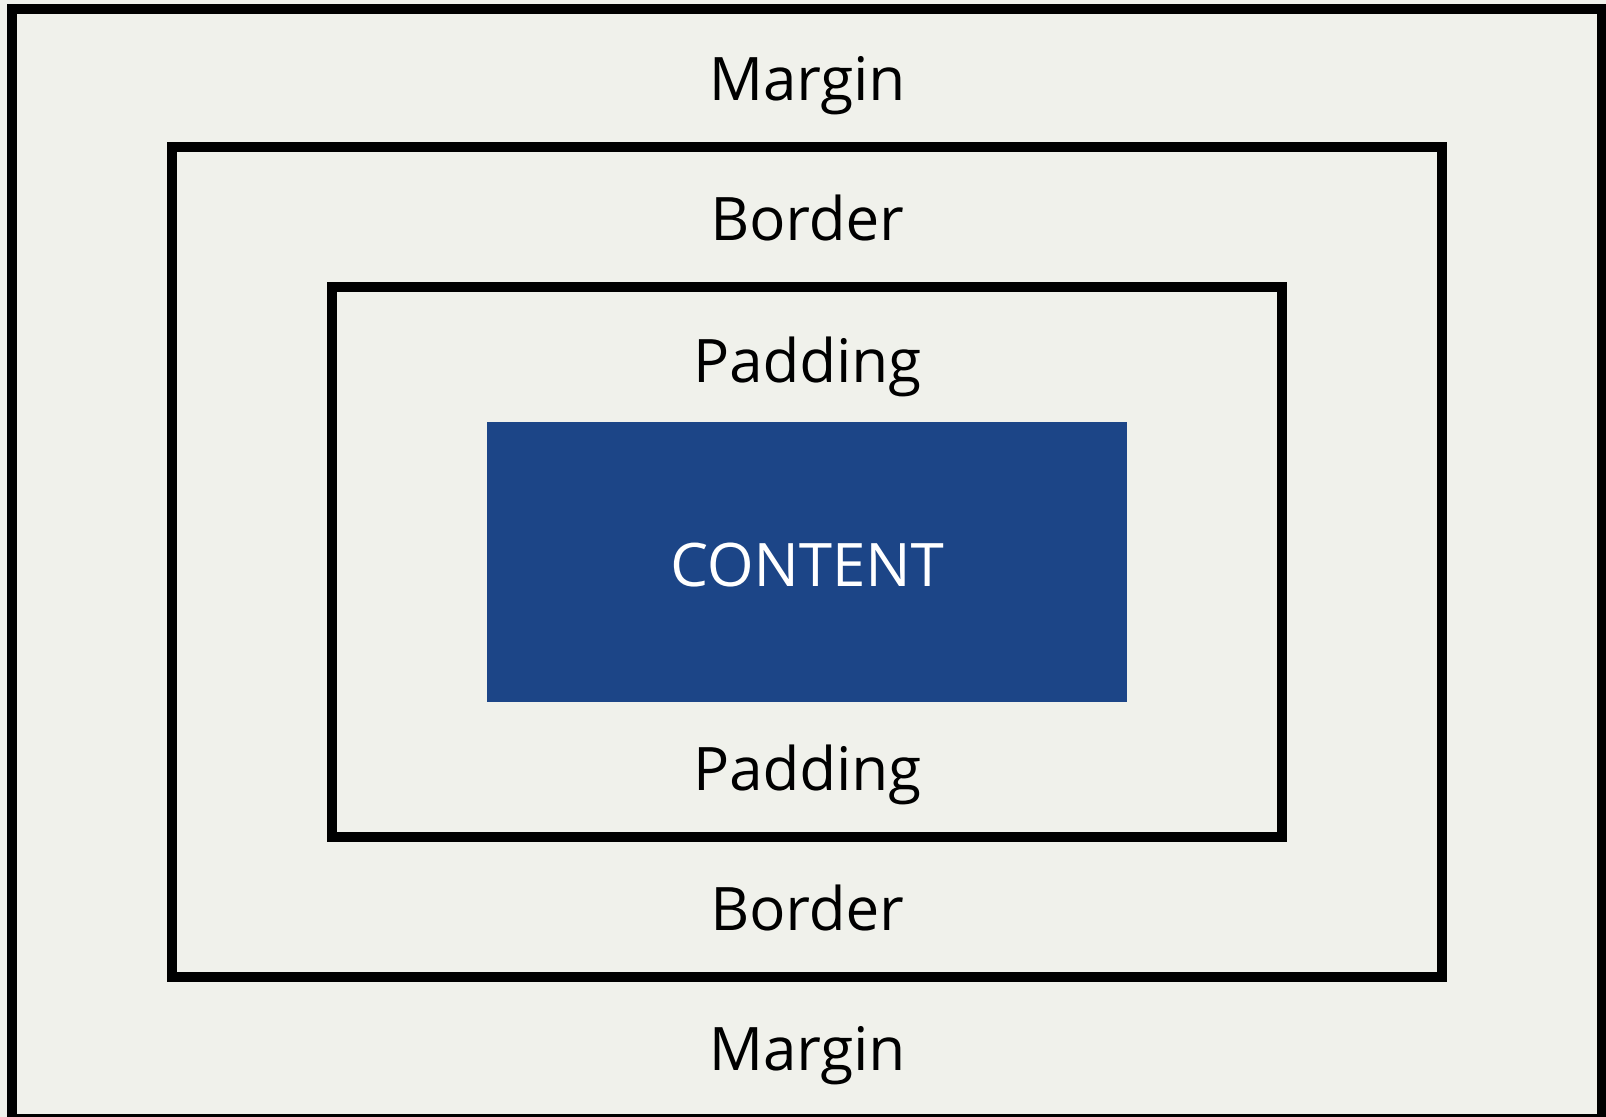 Margin
Border
Padding
CONTENT
Padding
Border
Margin